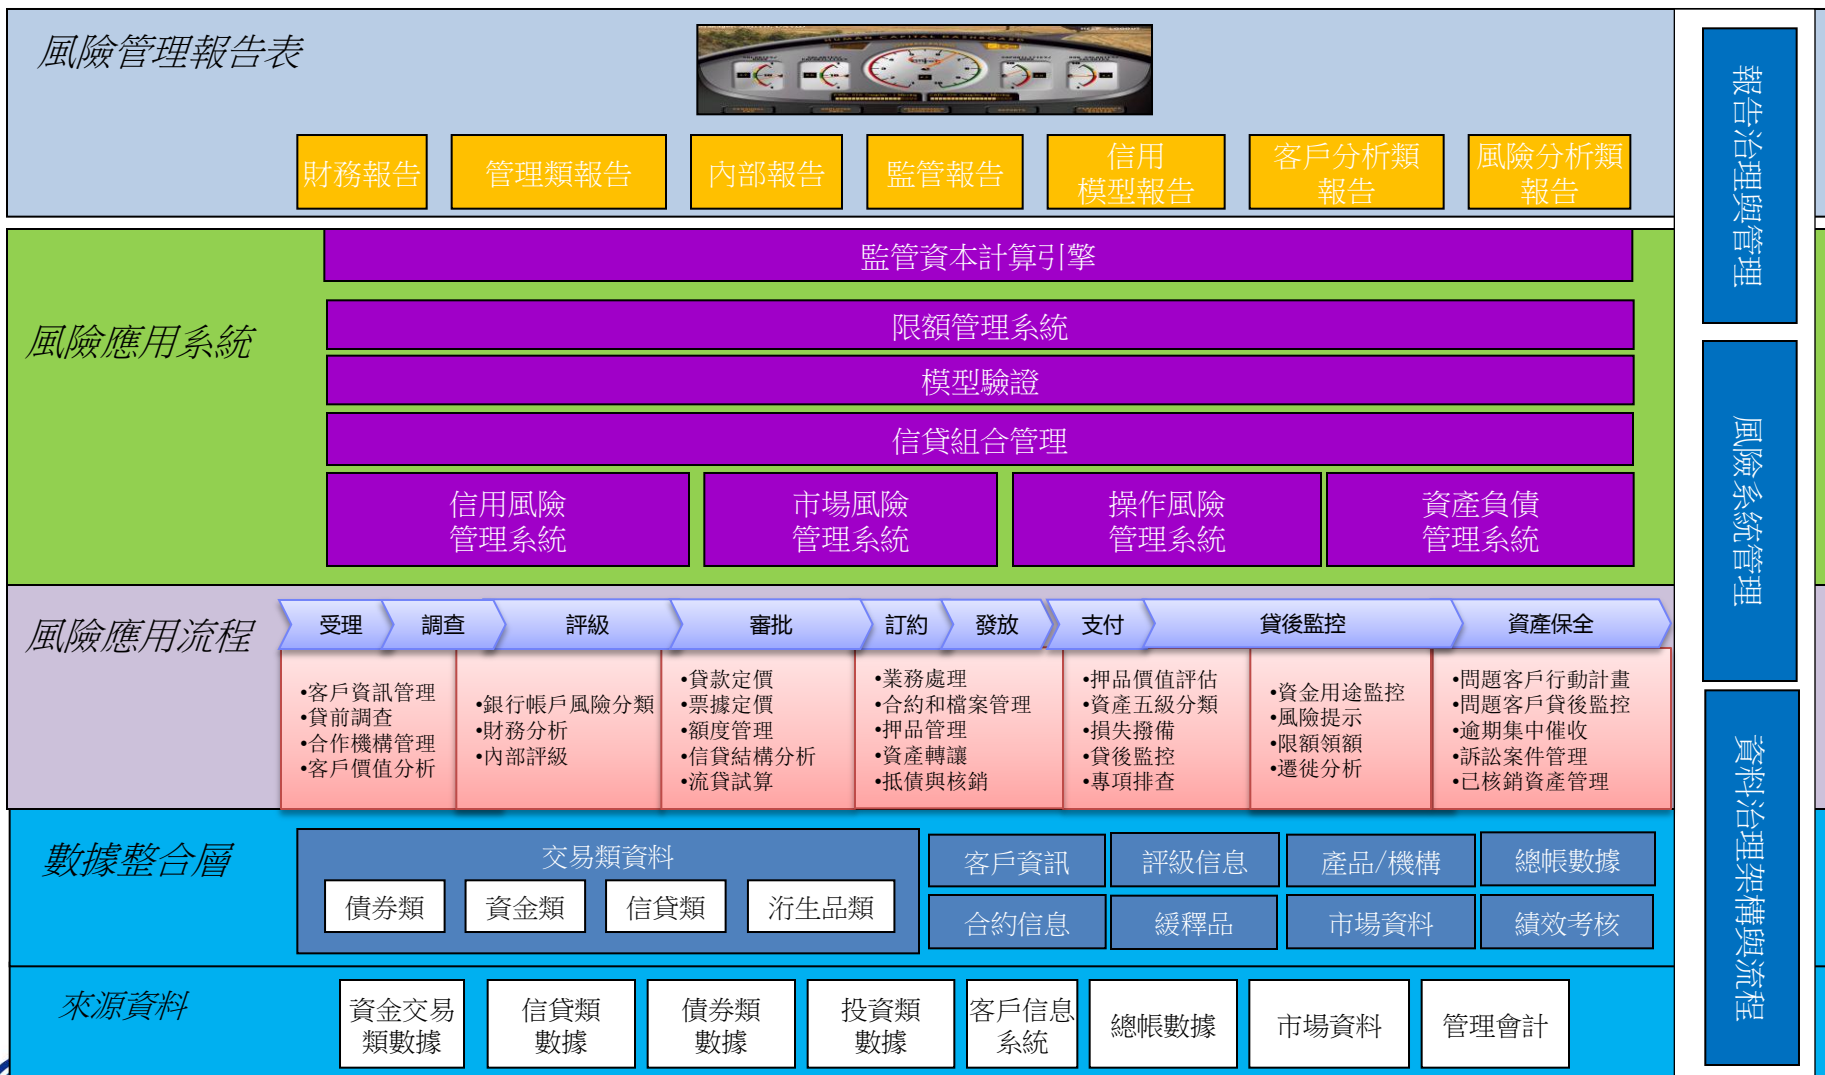 風險管理報告表
HUMAN CAPITAL DASHBOARD
財務報告
管理類報告
內部報告
監管報告
信用
模型報告
客戶分析類
報告
風險分析類
報告
風險應用系統
監管資本計算引擎
限額管理系統
模型驗證
信貸組合管理
信用風險
管理系統
市場風險
管理系統
操作風險
管理系統
資產負債
管理系統
風險應用流程
受理
調查
評級
審批
訂約
發放
支付
貸後監控
資產保全
•客戶資訊管理
•貸前調查
•合作機構管理
•客戶價值分析
•銀行帳戶風險分類
•財務分析
•內部評級
•貸款定價
•票據定價
•額度管理
•信貸結構分析
•流貸試算
•業務處理
•合約和檔案管理
•押品管理
•資產轉讓
•抵債與核銷
•押品價值評估
•資產五級分類
•損失撥備
•貸後監控
•專項排查
•資金用途監控
•風險提示
•限額領額
•遷徙分析
•問題客戶行動計畫
•問題客戶貸後監控
•逾期集中催收
•訴訟案件管理
•已核銷資產管理
數據整合層
交易類資料
債券類
資金類
信貸類
洐生品類
客戶資訊
評級信息
產品/機構
總帳數據
合約信息
緩釋品
市場資料
績效考核
來源資料
資金交易
類數據
信貸類
數據
債券類
數據
投資類
數據
客戶信息
系統
總帳數據
市場資料
管理會計
報告治理與管理
風險系統管理
資料治理架構與流程